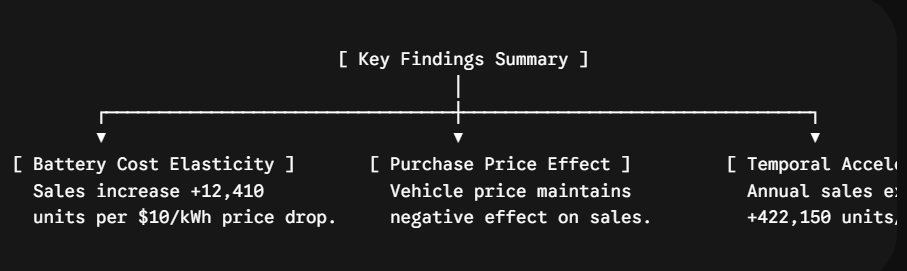 [ Key Findings Summary ]
[ Battery Cost Elasticity ] [ Purchase Price Effect ] [ Temporal
Sales increase +12,410 Vehicle price maintains Annual sales
units per $10/kWh price drop. negative effect on sales. +422,150 units/